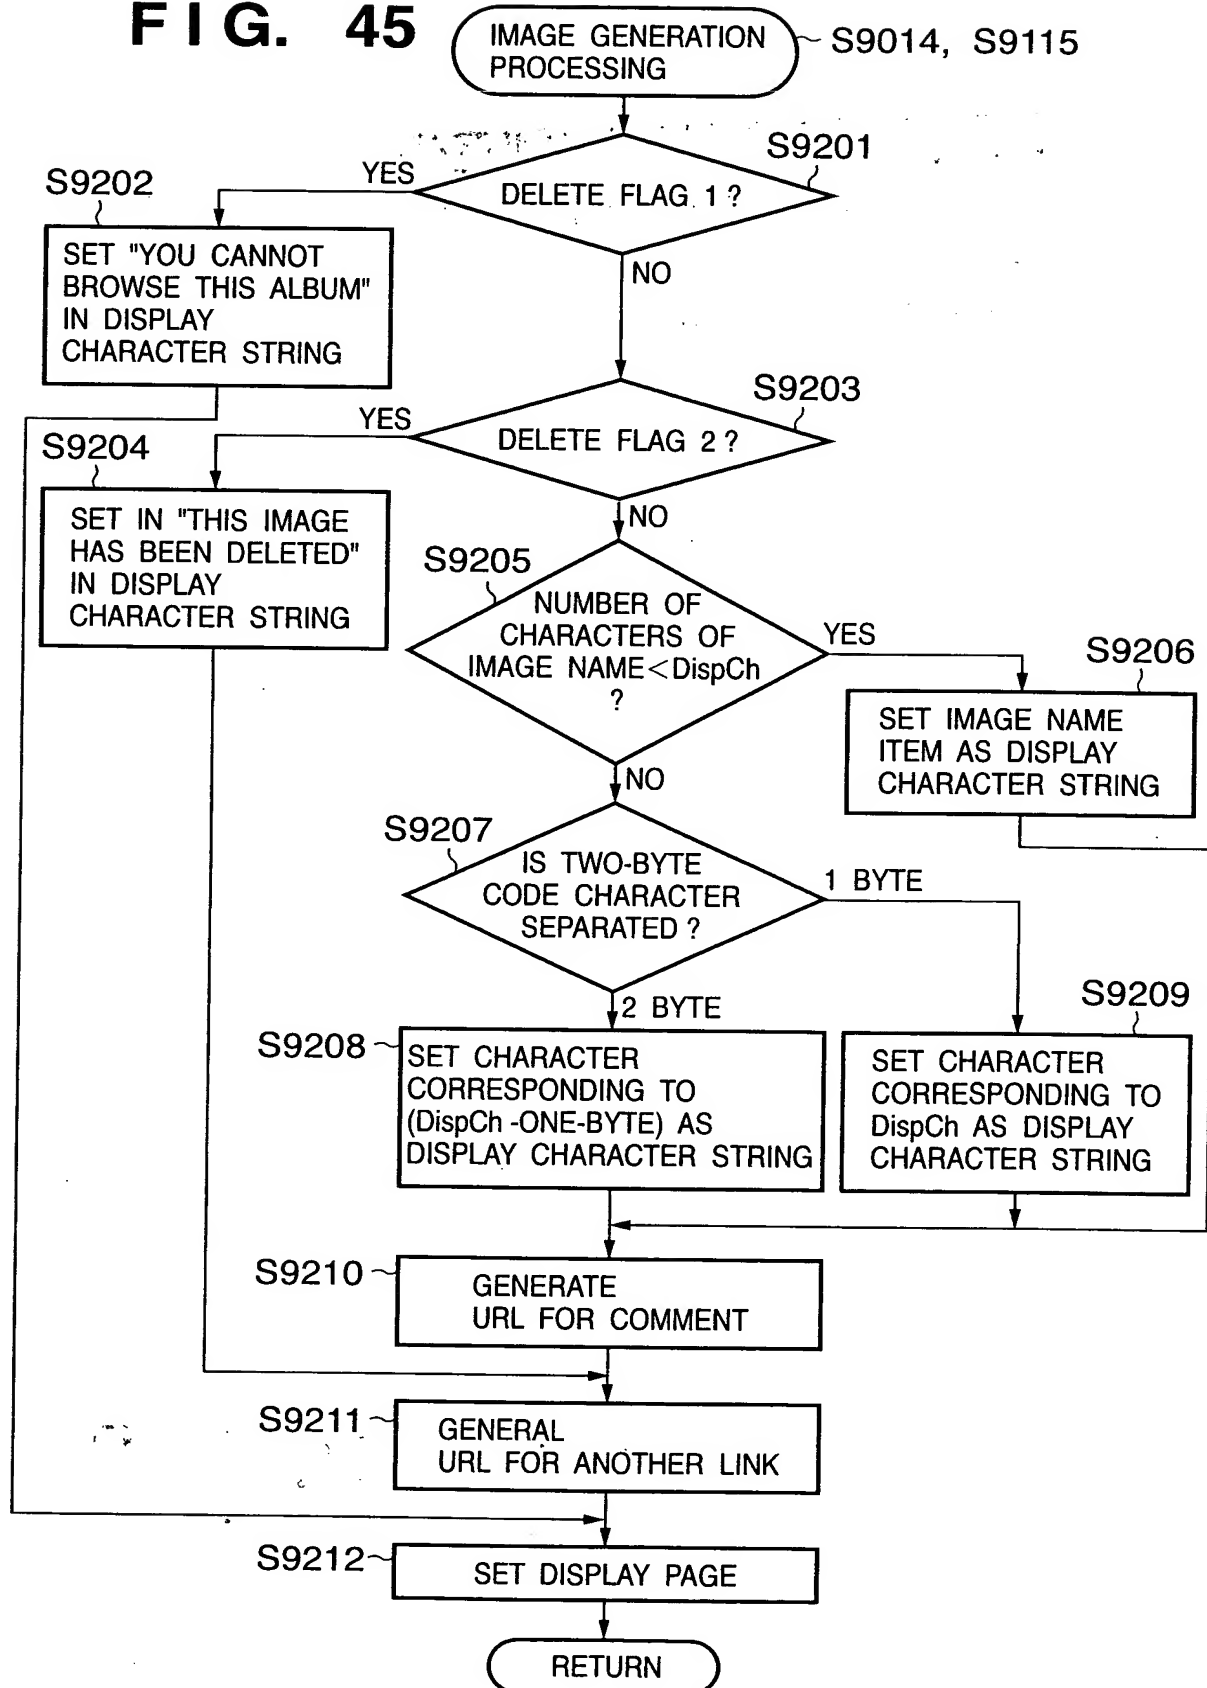 FIG. 45
IMAGE GENERATION
PROCESSING
S9014, S9115
S9201
DELETE FLAG 1 ?
YES
NO
S9202
SET "YOU CANNOT
BROWSE THIS ALBUM"
IN DISPLAY
CHARACTER STRING
S9203
DELETE FLAG 2 ?
YES
NO
S9204
SET IN "THIS IMAGE
HAS BEEN DELETED"
IN DISPLAY
CHARACTER STRING
S9205
NUMBER OF
CHARACTERS OF
IMAGE NAME<DispCh
?
YES
NO
S9206
SET IMAGE NAME
ITEM AS DISPLAY
CHARACTER STRING
S9207
IS TWO-BYTE
CODE CHARACTER
SEPARATED ?
1 BYTE
2 BYTE
S9208
SET CHARACTER
CORRESPONDING TO
(DispCh -ONE-BYTE) AS
DISPLAY CHARACTER STRING
S9209
SET CHARACTER
CORRESPONDING TO
DispCh AS DISPLAY
CHARACTER STRING
S9210
GENERATE
URL FOR COMMENT
S9211
GENERAL
URL FOR ANOTHER LINK
S9212
SET DISPLAY PAGE
RETURN